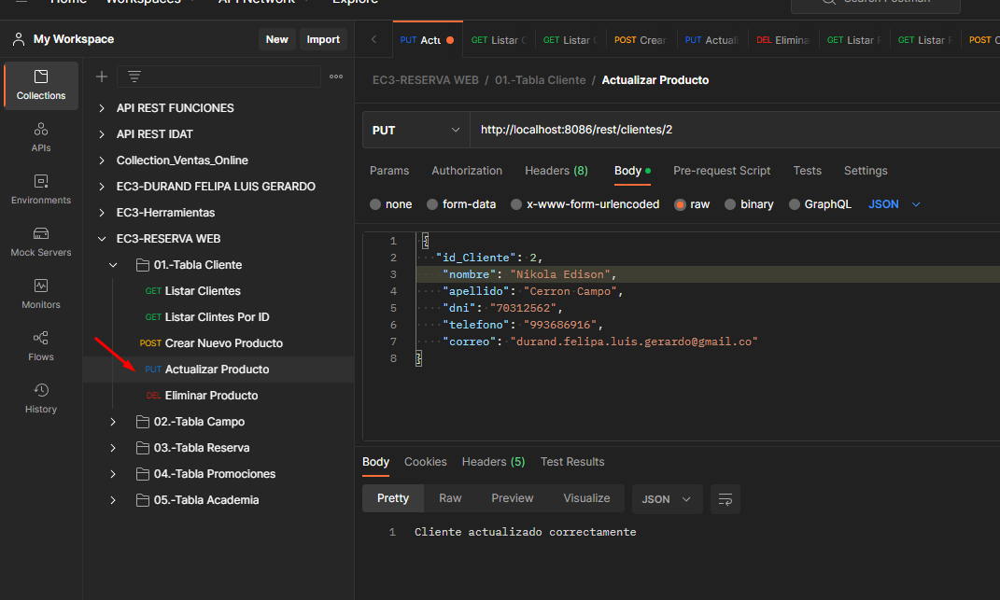 Home Workspaces API Network Explore Search Postman
My Workspace New Import
PUT Actu GET Listar C GET Listar C POST Crear PUT Actuali DEL Elimina GET Listar F GET Listar F POST C
Collections
APIs
Environments
Mock Servers
Monitors
Flows
History
API REST FUNCIONES
API REST IDAT
Collection_Ventas_Online
EC3-DURAND FELIPA LUIS GERARDO
EC3-Herramientas
EC3-RESERVA WEB
01.-Tabla Cliente
GET Listar Clientes
GET Listar Clintes Por ID
POST Crear Nuevo Producto
PUT Actualizar Producto
DEL Eliminar Producto
02.-Tabla Campo
03.-Tabla Reserva
04.-Tabla Promociones
05.-Tabla Academia
EC3-RESERVA WEB / 01.-Tabla Cliente / Actualizar Producto
PUT http://localhost:8086/rest/clientes/2
Params Authorization Headers (8) Body Pre-request Script Tests Settings
none form-data x-www-form-urlencoded raw binary GraphQL JSON
1 {
2 "id_Cliente": 2,
3 "nombre": "Nikola Edison",
4 "apellido": "Cerron Campo",
5 "dni": "70312562",
6 "telefono": "993686916",
7 "correo": "durand.felipa.luis.gerardo@gmail.co"
8 }
Body Cookies Headers (5) Test Results
Pretty Raw Preview Visualize JSON
1 Cliente actualizado correctamente